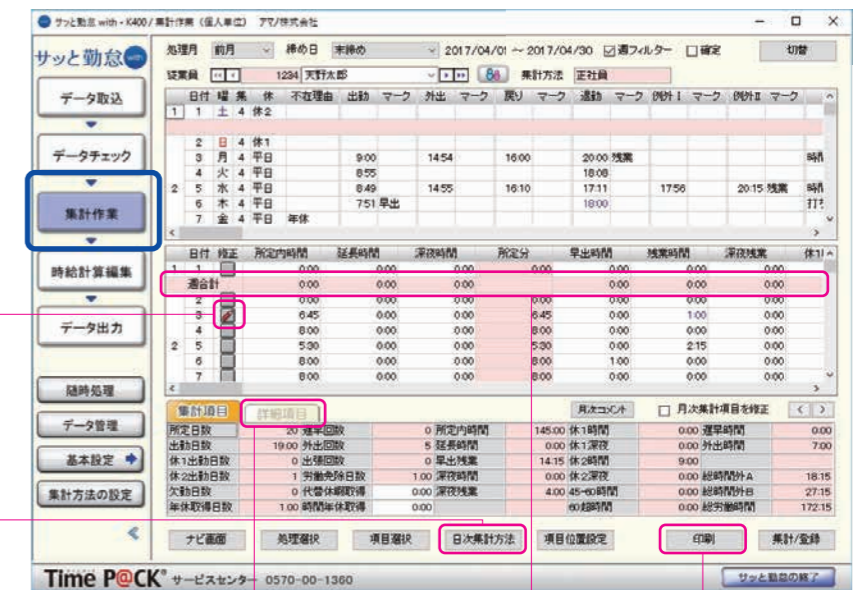 サッと勤怠 with - K400 / 集計作業（個人単位） アマノ株式会社
サッと勤怠 with
処理月 前月 締め日 末締め 2017/04/01 ～ 2017/04/30 週フィルター 確定 切替
従業員 1234 天野太郎 集計方法 正社員
データ取込
データチェック
集計作業
時給計算編集
データ出力
随時処理
データ管理
基本設定
集計方法の設定
日付 曜 集 休 不在理由 出勤 マーク 外出 マーク 戻り マーク 退勤 マーク 例外Ⅰ マーク 例外Ⅱ マーク
1 1 土 4 休2
2 日 4 休1
3 月 4 平日 9:00 14:54 16:00 20:00 残業
4 火 4 平日 8:55 18:08
2 5 水 4 平日 8:49 14:55 16:10 17:11 17:56 20:15 残業
6 木 4 平日 7:51 早出 18:00
7 金 4 平日 年休
日付 修正 所定内時間 延長時間 深夜時間 所定分 早出時間 残業時間 深夜残業
1 1 0:00 0:00 0:00 0:00 0:00 0:00 0:00
週合計 0:00 0:00 0:00 0:00 0:00 0:00
2 0:00 0:00 0:00 0:00 0:00 0:00 0:00
3 6:45 0:00 0:00 6:45 0:00 1:00 0:00
4 8:00 0:00 0:00 8:00 0:00 0:00 0:00
2 5 5:30 0:00 0:00 5:30 0:00 2:15 0:00
6 8:00 0:00 0:00 8:00 1:00 0:00 0:00
7 8:00 0:00 0:00 8:00 0:00 0:00 0:00
集計項目 詳細項目 月次コメント 月次集計項目を修正
所定日数 20 遅早回数 0 所定内時間 145:00 休1時間 0:00 遅早時間 0:00
出勤日数 19.00 外出回数 5 延長時間 0:00 休1深夜 0:00 外出時間 7:00
休1出勤日数 0 出張回数 0 早出残業 14:15 休2時間 9:00
休2出勤日数 1 労働免除日数 1.00 深夜時間 0:00 休2深夜 0:00 総時間外A 18:15
欠勤日数 0 代替休暇取得 0.00 深夜残業 4:00 45-60時間 0:00 総時間外B 27:15
年休取得日数 1.00 時間年休取得 0:00 60超時間 0:00 総労働時間 172:15
ナビ画面 処理選択 項目選択 日次集計方法 項目位置設定 印刷 集計/登録
Time P@CK® サービスセンター 0570-00-1360 サッと勤怠の終了